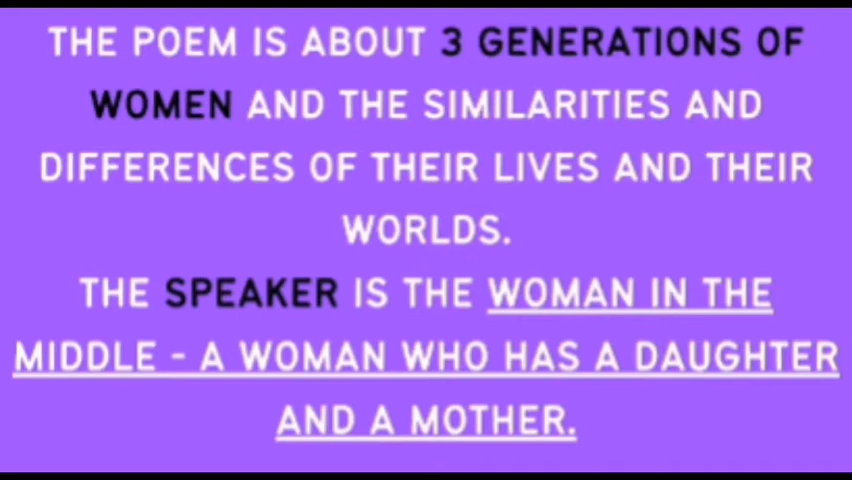 THE POEM IS ABOUT 3 GENERATIONS OF
WOMEN AND THE SIMILARITIES AND
DIFFERENCES OF THEIR LIVES AND THEIR
WORLDS.
THE SPEAKER IS THE WOMAN IN THE
MIDDLE - A WOMAN WHO HAS A DAUGHTER
AND A MOTHER.